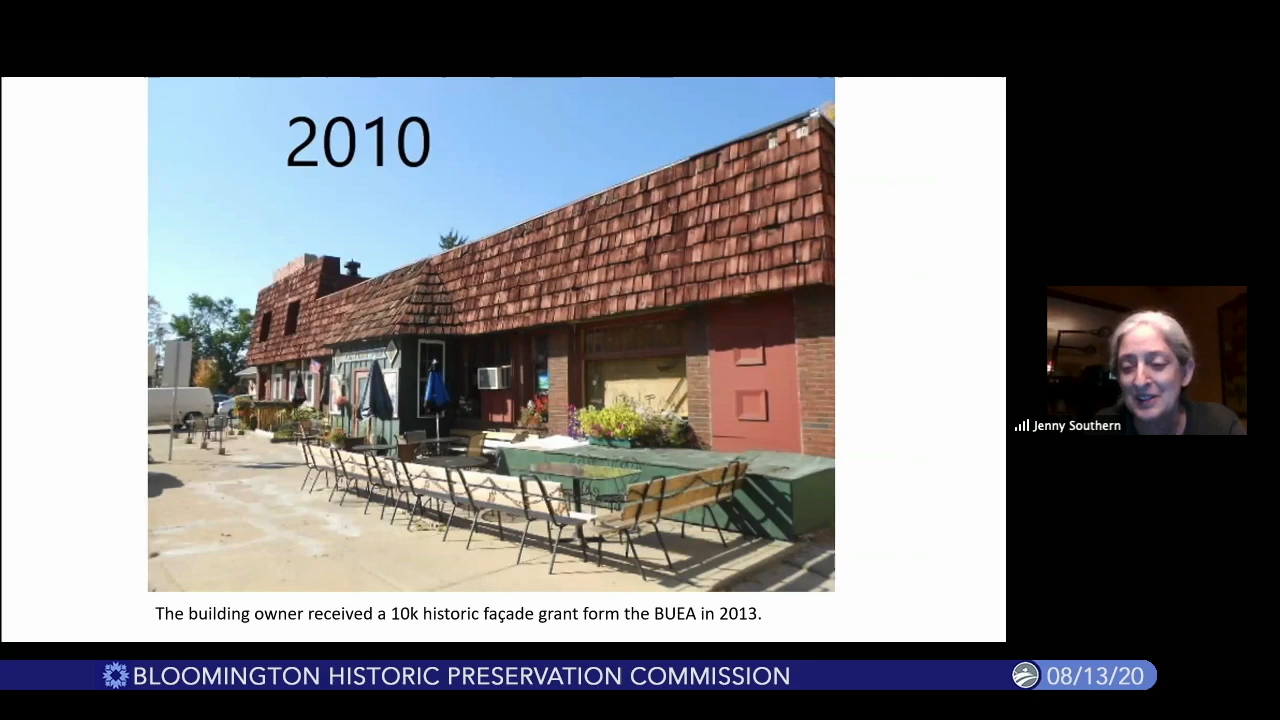 2010
Jenny Southern
The building owner received a 10k historic façade grant form the BUEA in 2013.
BLOOMINGTON HISTORIC PRESERVATION COMMISSION
08/13/20